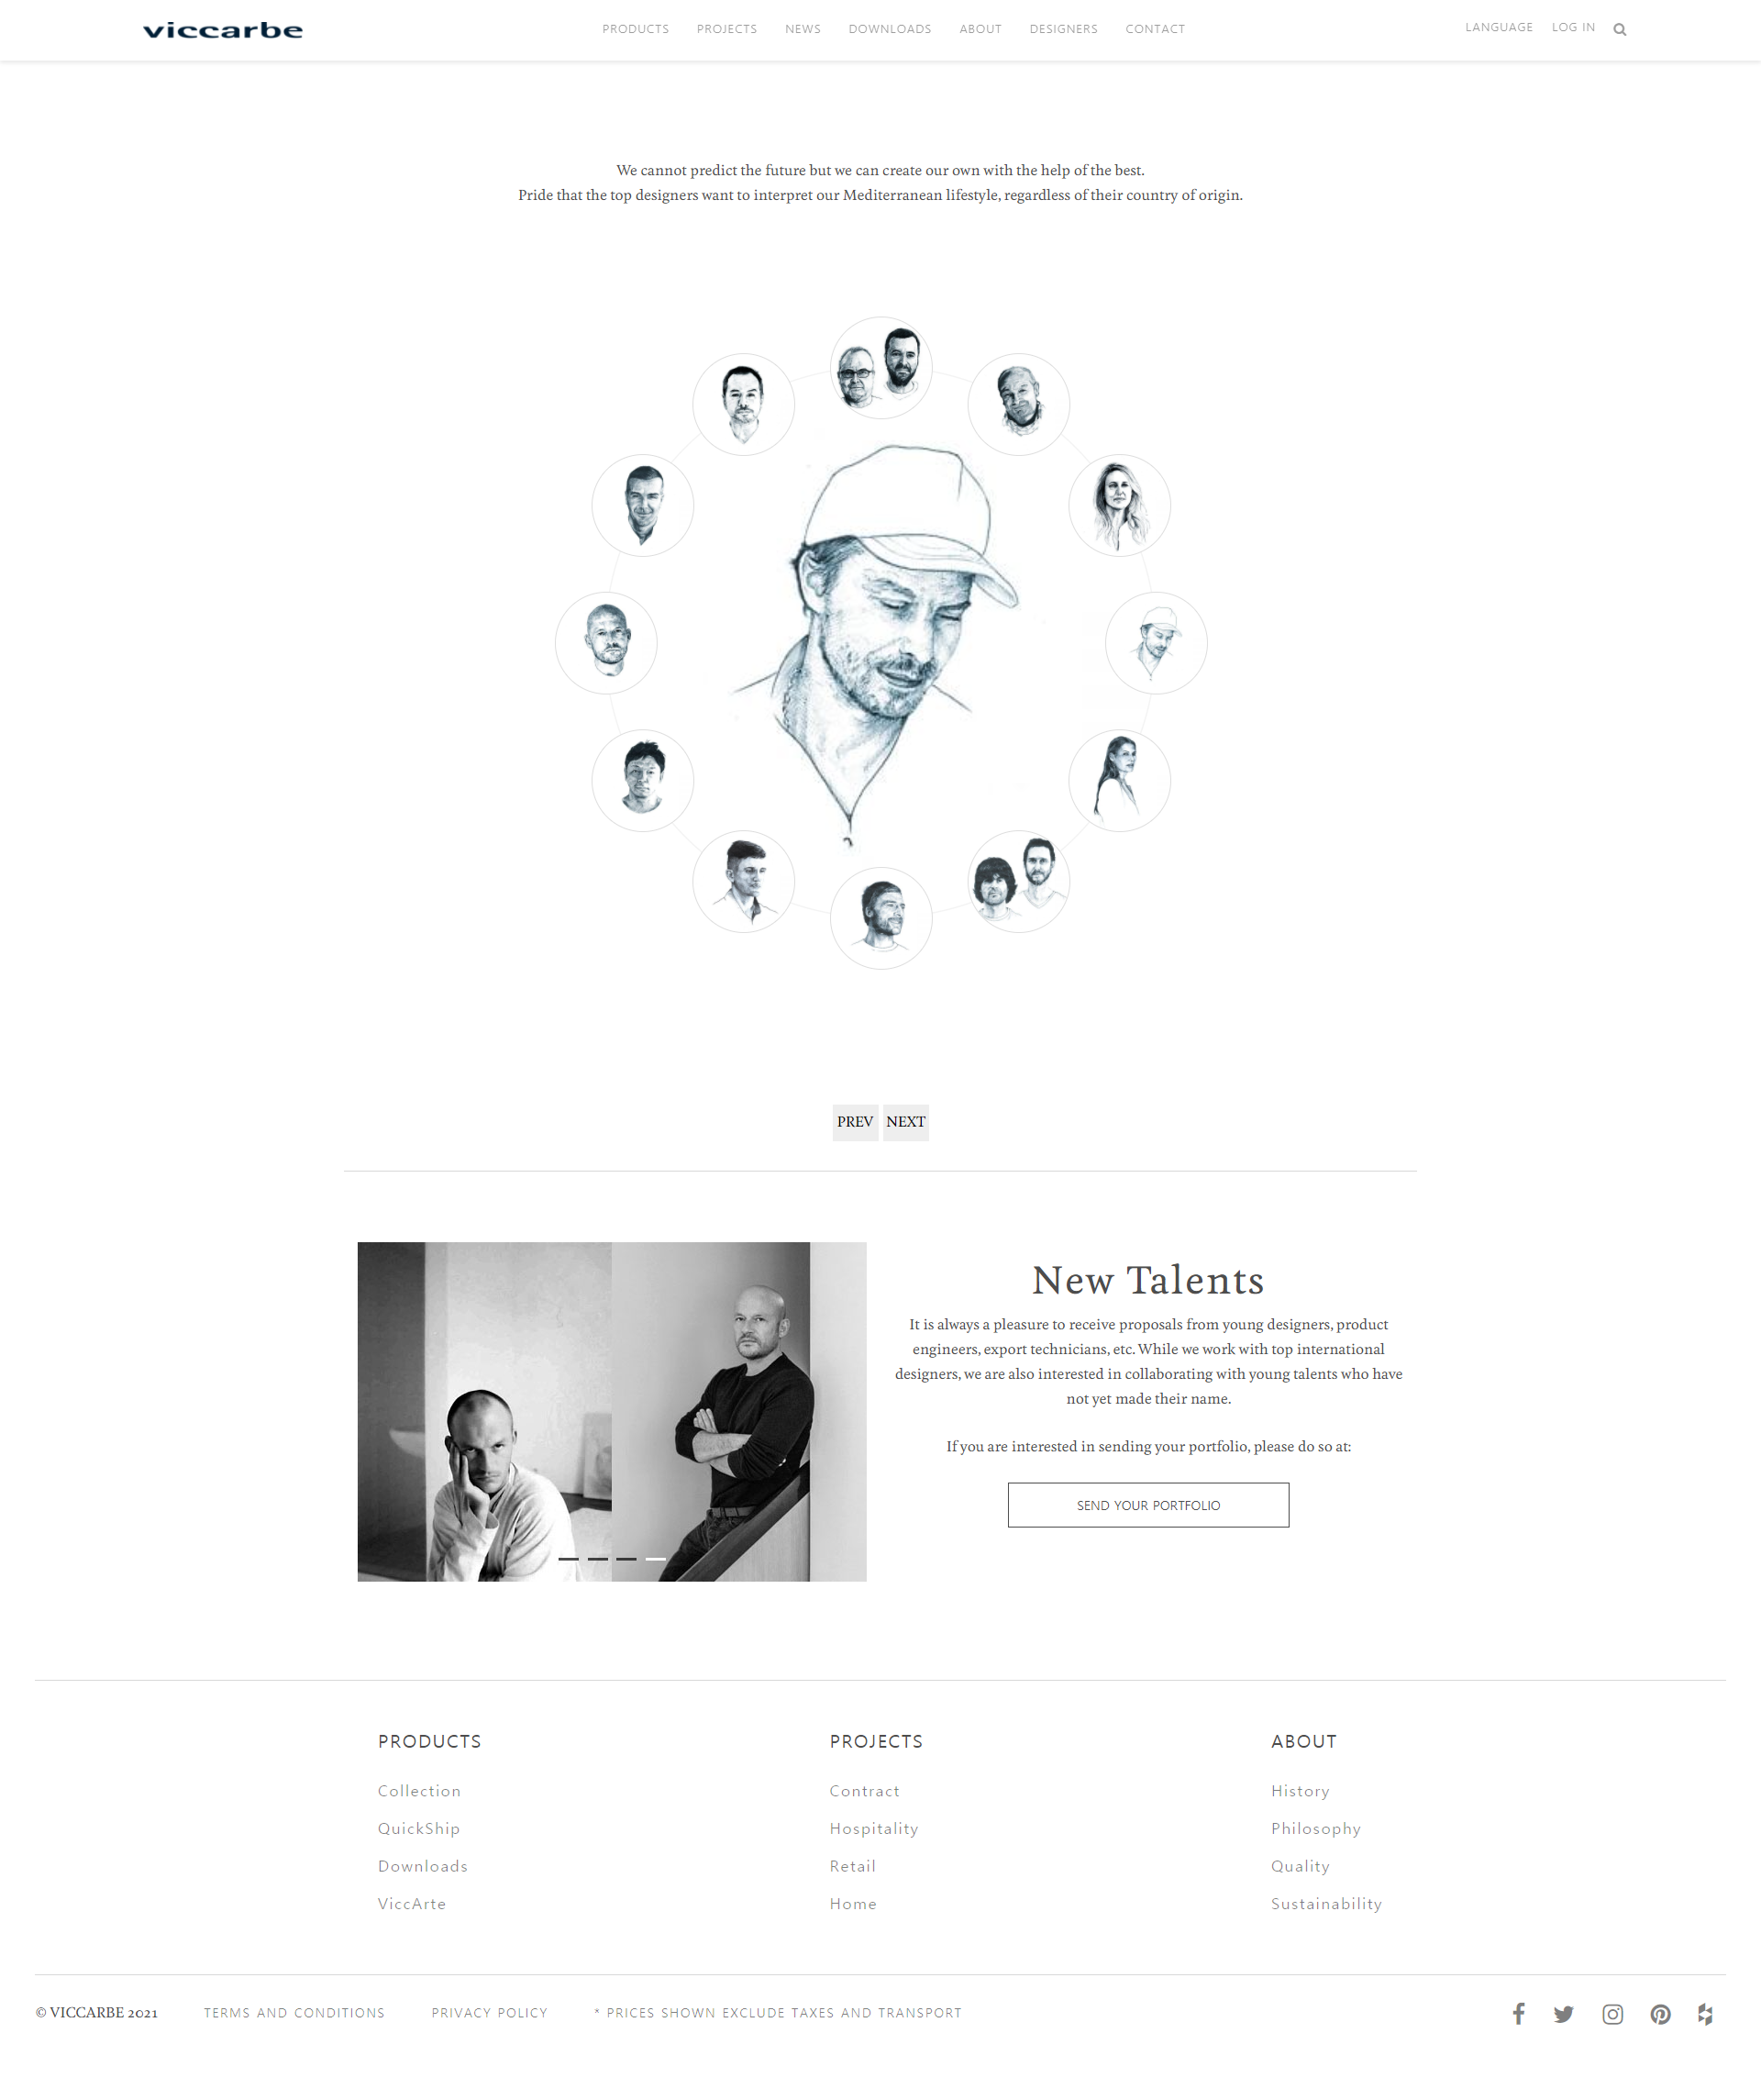 viccarbe
PRODUCTS PROJECTS NEWS DOWNLOADS ABOUT DESIGNERS CONTACT
LANGUAGE LOG IN
We cannot predict the future but we can create our own with the help of the best.
Pride that the top designers want to interpret our Mediterranean lifestyle, regardless of their country of origin.
PREV NEXT
New Talents
It is always a pleasure to receive proposals from young designers, product
engineers, export technicians, etc. While we work with top international
designers, we are also interested in collaborating with young talents who have
not yet made their name.
If you are interested in sending your portfolio, please do so at:
SEND YOUR PORTFOLIO
PRODUCTS
Collection
QuickShip
Downloads
ViccArte
PROJECTS
Contract
Hospitality
Retail
Home
ABOUT
History
Philosophy
Quality
Sustainability
© VICCARBE 2021 TERMS AND CONDITIONS PRIVACY POLICY * PRICES SHOWN EXCLUDE TAXES AND TRANSPORT